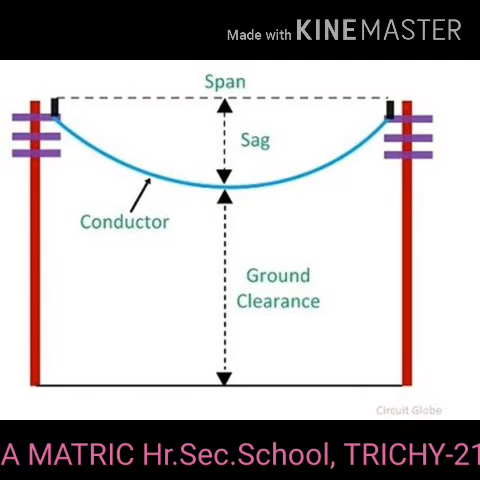 Made with KINEMASTER
Span
Sag
Conductor
Ground
Clearance
Circuit Globe
A MATRIC Hr.Sec.School, TRICHY-21